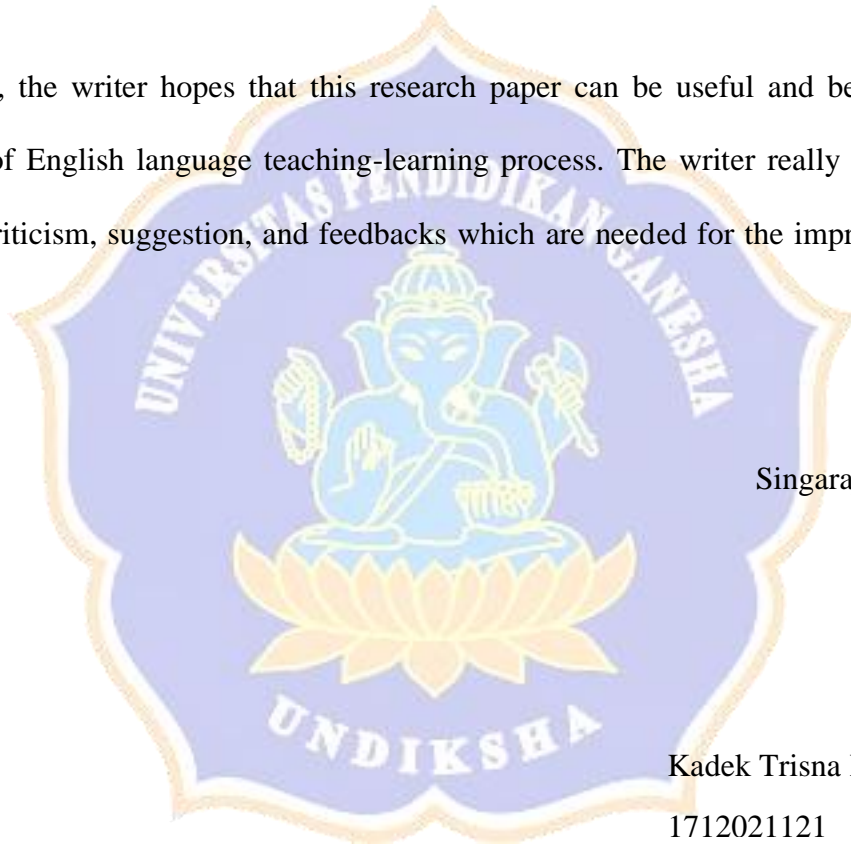 , the writer hopes that this research paper can be useful and be
of English language teaching-learning process. The writer really
riticism, suggestion, and feedbacks which are needed for the impr
UNIVERSITAS PENDIDIKAN GANESHA
Singara
UNDIKSHA
Kadek Trisna
1712021121